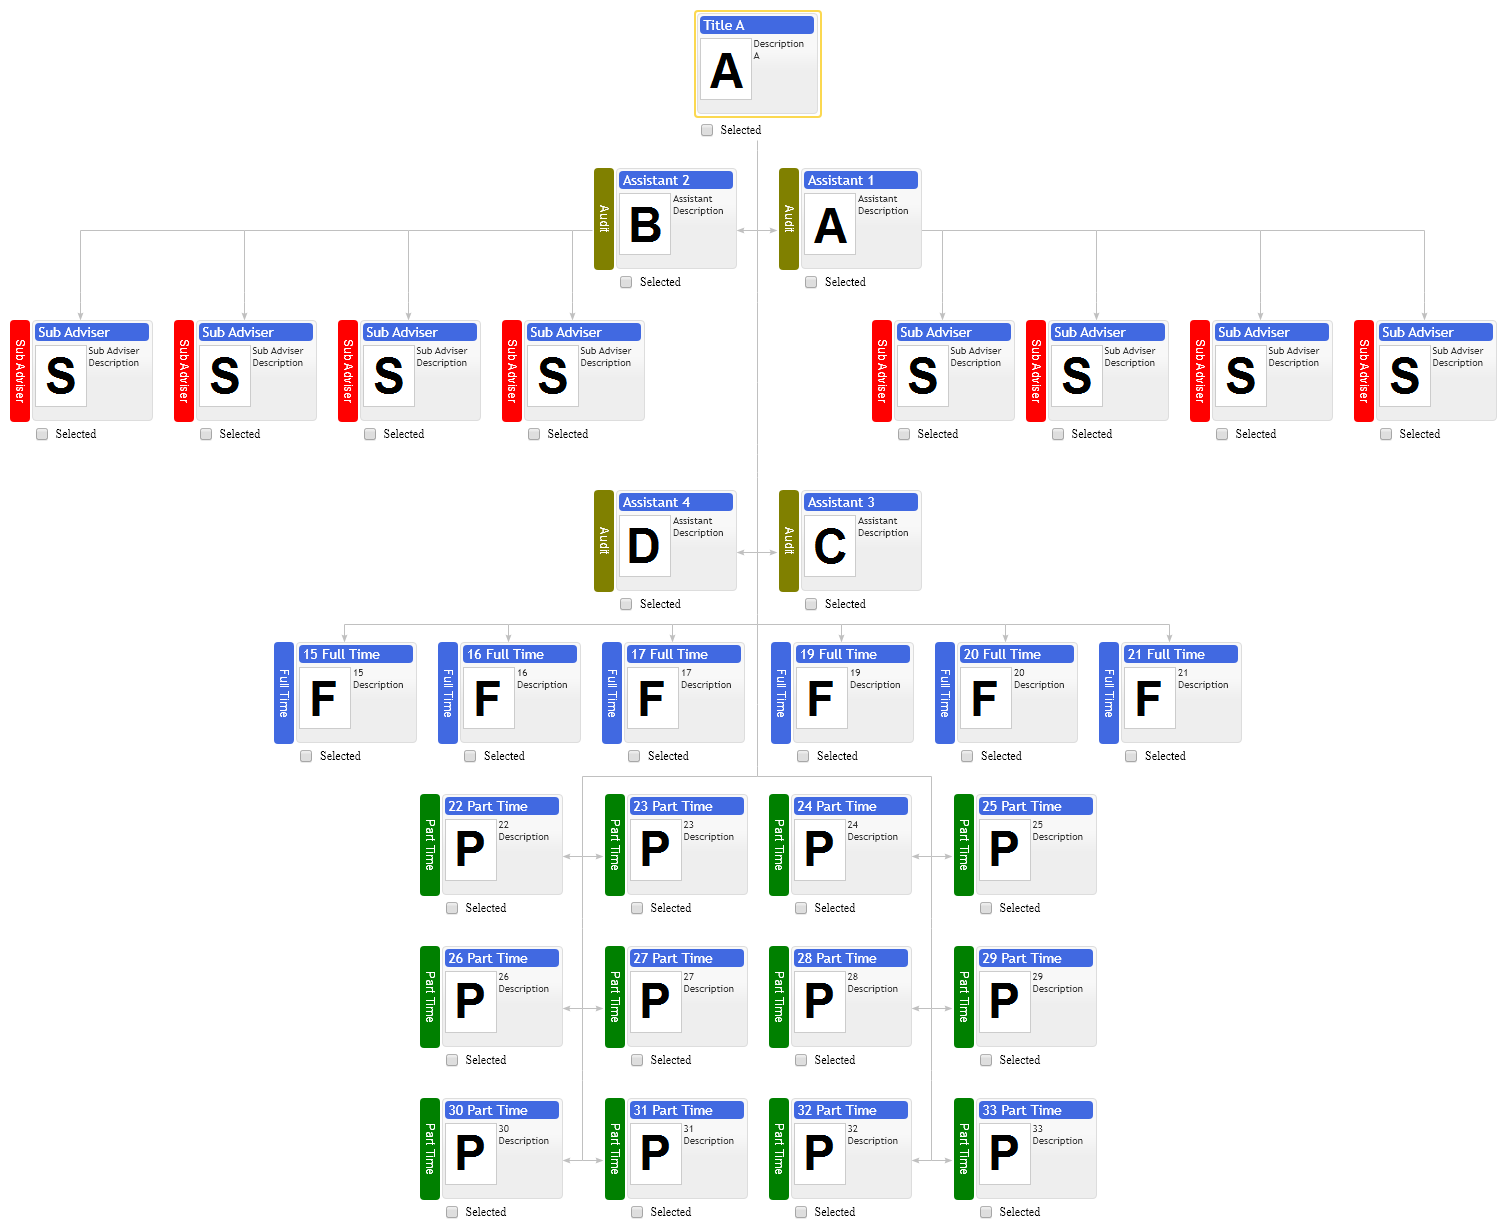 Title A
Description
A
A
Selected
Assistant 2
Audit
B
Assistant
Description
Selected
Assistant 1
Audit
A
Assistant
Description
Selected
Sub Adviser
Sub Adviser
S
Sub Adviser
Description
Selected
Sub Adviser
Sub Adviser
S
Sub Adviser
Description
Selected
Sub Adviser
Sub Adviser
S
Sub Adviser
Description
Selected
Sub Adviser
Sub Adviser
S
Sub Adviser
Description
Selected
Sub Adviser
Sub Adviser
S
Sub Adviser
Description
Selected
Sub Adviser
Sub Adviser
S
Sub Adviser
Description
Selected
Sub Adviser
Sub Adviser
S
Sub Adviser
Description
Selected
Sub Adviser
Sub Adviser
S
Sub Adviser
Description
Selected
Assistant 4
Audit
D
Assistant
Description
Selected
Assistant 3
Audit
C
Assistant
Description
Selected
15 Full Time
Full Time
F
15
Description
Selected
16 Full Time
Full Time
F
16
Description
Selected
17 Full Time
Full Time
F
17
Description
Selected
19 Full Time
Full Time
F
19
Description
Selected
20 Full Time
Full Time
F
20
Description
Selected
21 Full Time
Full Time
F
21
Description
Selected
22 Part Time
Part Time
P
22
Description
Selected
23 Part Time
Part Time
P
23
Description
Selected
24 Part Time
Part Time
P
24
Description
Selected
25 Part Time
Part Time
P
25
Description
Selected
26 Part Time
Part Time
P
26
Description
Selected
27 Part Time
Part Time
P
27
Description
Selected
28 Part Time
Part Time
P
28
Description
Selected
29 Part Time
Part Time
P
29
Description
Selected
30 Part Time
Part Time
P
30
Description
Selected
31 Part Time
Part Time
P
31
Description
Selected
32 Part Time
Part Time
P
32
Description
Selected
33 Part Time
Part Time
P
33
Description
Selected